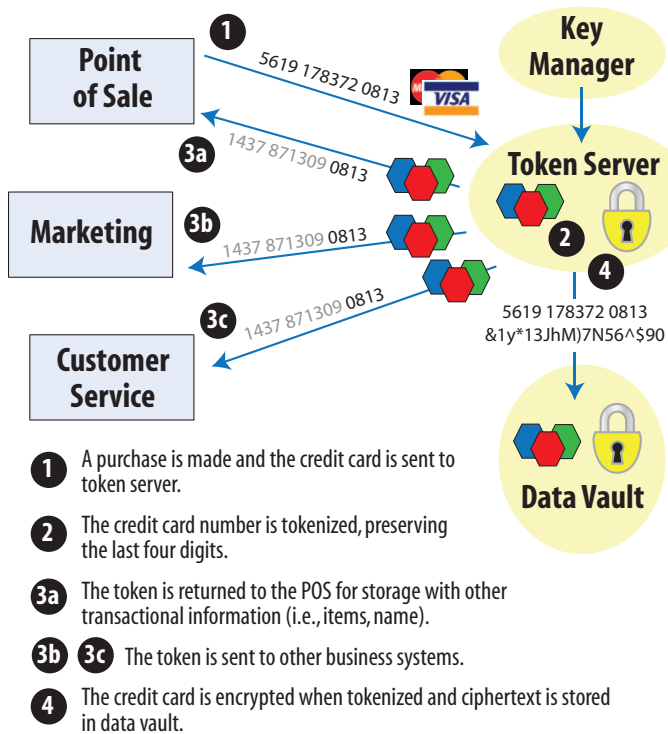 1
Point
of Sale
5619 178372 0813
VISA
Key
Manager
3a
1437 871309 0813
Token Server
2
4
Marketing
3b
1437 871309 0813
3c
1437 871309 0813
Customer
Service
5619 178372 0813
&1y*13JhM)7N56^$90
Data Vault
1 A purchase is made and the credit card is sent to
token server.
2 The credit card number is tokenized, preserving
the last four digits.
3a The token is returned to the POS for storage with other
transactional information (i.e., items, name).
3b 3c The token is sent to other business systems.
4 The credit card is encrypted when tokenized and ciphertext is stored
in data vault.